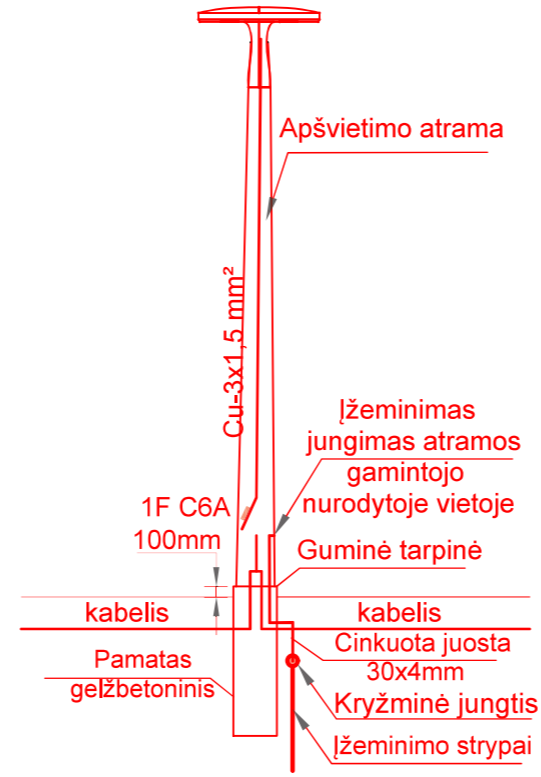 Apšvietimo atrama
Cu-3x1,5 mm²
Įžeminimas
jungimas atramos
gamintojo
nurodytoje vietoje
1F C6A
100mm
Guminė tarpinė
kabelis
kabelis
Cinkuota juosta
30x4mm
Pamatas
gelžbetoninis
Kryžminė jungtis
Įžeminimo strypai